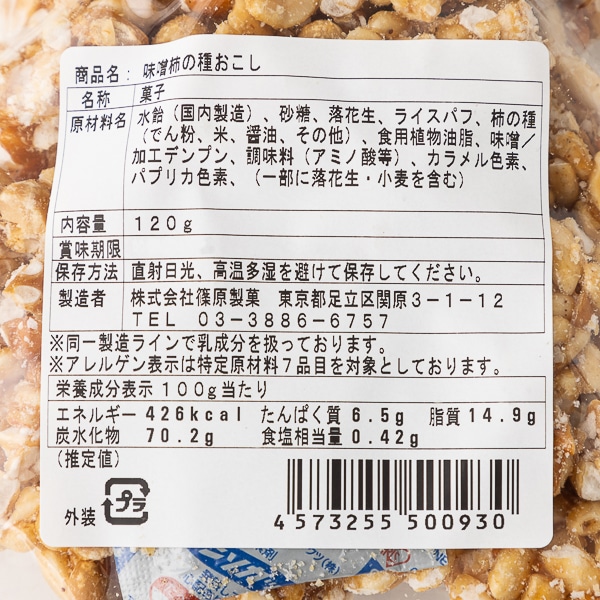 商品名: 味噌柿の種おこし
名称 菓子
原材料名 水飴（国内製造）、砂糖、落花生、ライスパフ、柿の種
（でん粉、米、醤油、その他）、食用植物油脂、味噌／
加工デンプン、調味料（アミノ酸等）、カラメル色素、
パプリカ色素、（一部に落花生・小麦を含む）
内容量 120g
賞味期限
保存方法 直射日光、高温多湿を避けて保存してください。
製造者 株式会社篠原製菓 東京都足立区関原3-1-12
TEL 03-3886-6757
※同一製造ラインで乳成分を扱っております。
※アレルゲン表示は特定原材料7品目を対象としております。
栄養成分表示 100g当たり
エネルギー 426kcal たんぱく質 6.5g 脂質 14.9g
炭水化物 70.2g 食塩相当量 0.42g
(推定値)
外装 プラ
4 573255 500930